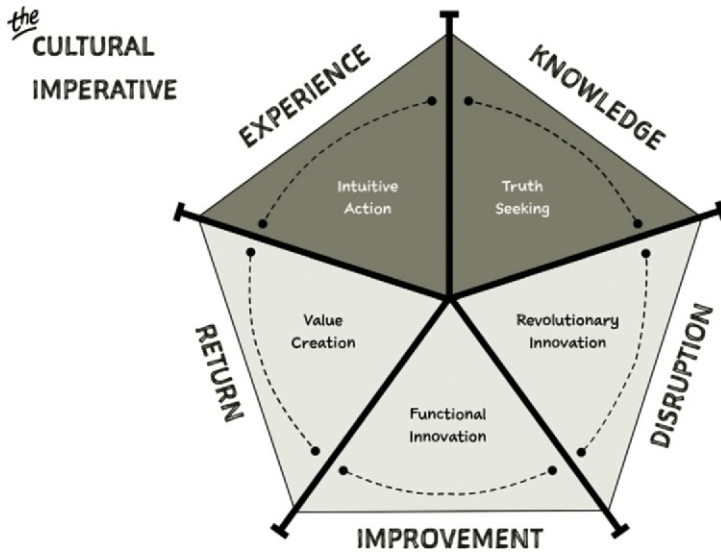 the
CULTURAL
IMPERATIVE
EXPERIENCE
KNOWLEDGE
Intuitive
Action
Truth
Seeking
Value
Creation
Revolutionary
Innovation
RETURN
DISRUPTION
Functional
Innovation
IMPROVEMENT